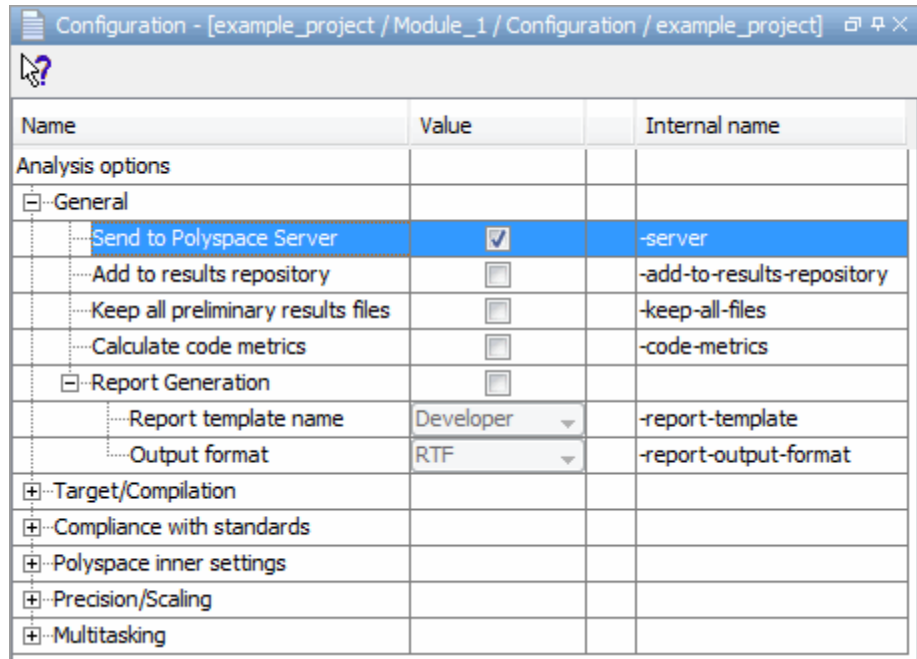 Configuration - [example_project / Module_1 / Configuration / example_project]
Name Value Internal name
Analysis options
General
Send to Polyspace Server -server
Add to results repository -add-to-results-repository
Keep all preliminary results files -keep-all-files
Calculate code metrics -code-metrics
Report Generation
Report template name Developer -report-template
Output format RTF -report-output-format
Target/Compilation
Compliance with standards
Polyspace inner settings
Precision/Scaling
Multitasking